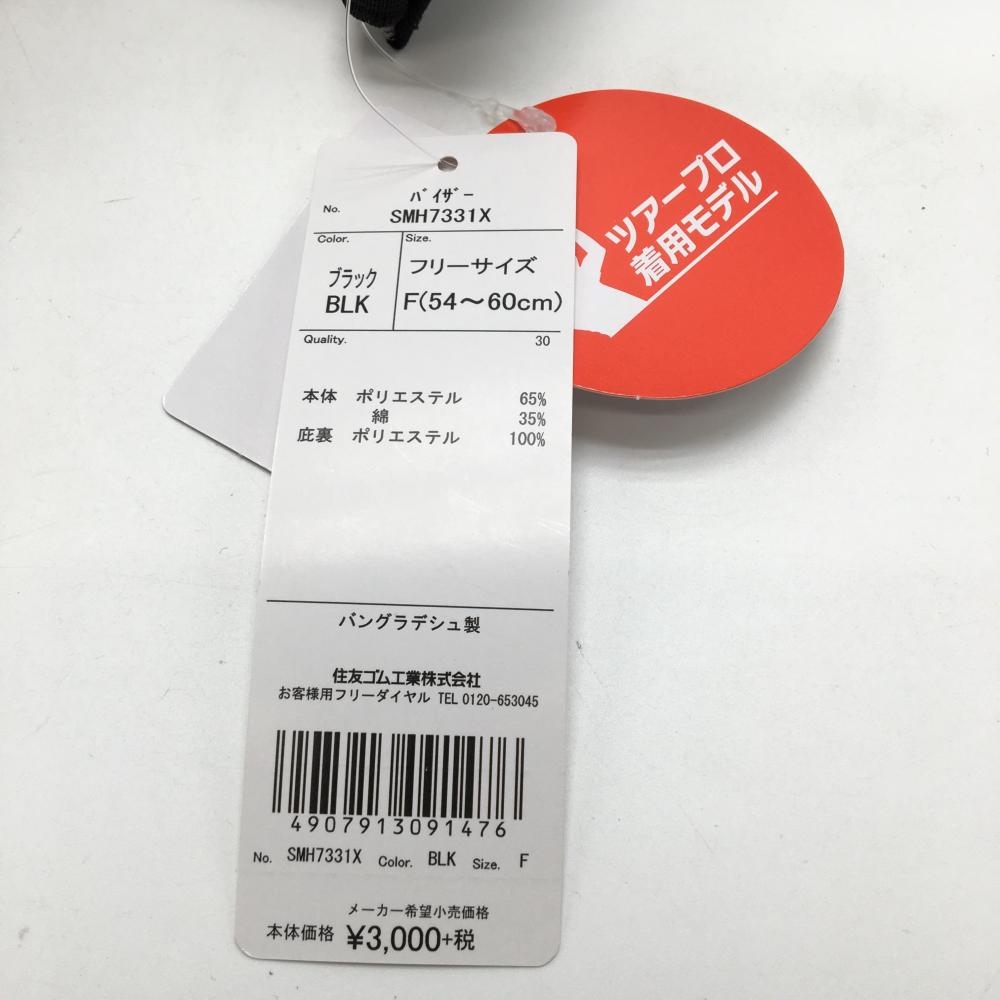 バイザー
No. SMH7331X
Color. Size.
ブラック フリーサイズ
BLK F(54～60cm)
Quality. 30
本体 ポリエステル 65%
綿 35%
庇裏 ポリエステル 100%
バングラデシュ製
住友ゴム工業株式会社
お客様用フリーダイヤル TEL 0120-653045
4907913091476
No. SMH7331X Color. BLK Size. F
メーカー希望小売価格
本体価格 ¥3,000+税
ツアープロ
着用モデル